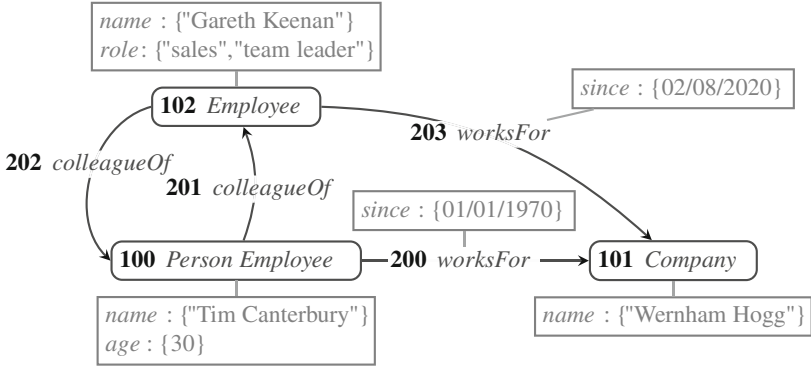 name : {"Gareth Keenan"}
role: {"sales","team leader"}
since : {02/08/2020}
102 Employee
203 worksFor
202 colleagueOf
201 colleagueOf
since : {01/01/1970}
100 Person Employee
200 worksFor
101 Company
name : {"Tim Canterbury"}
age : {30}
name : {"Wernham Hogg"}